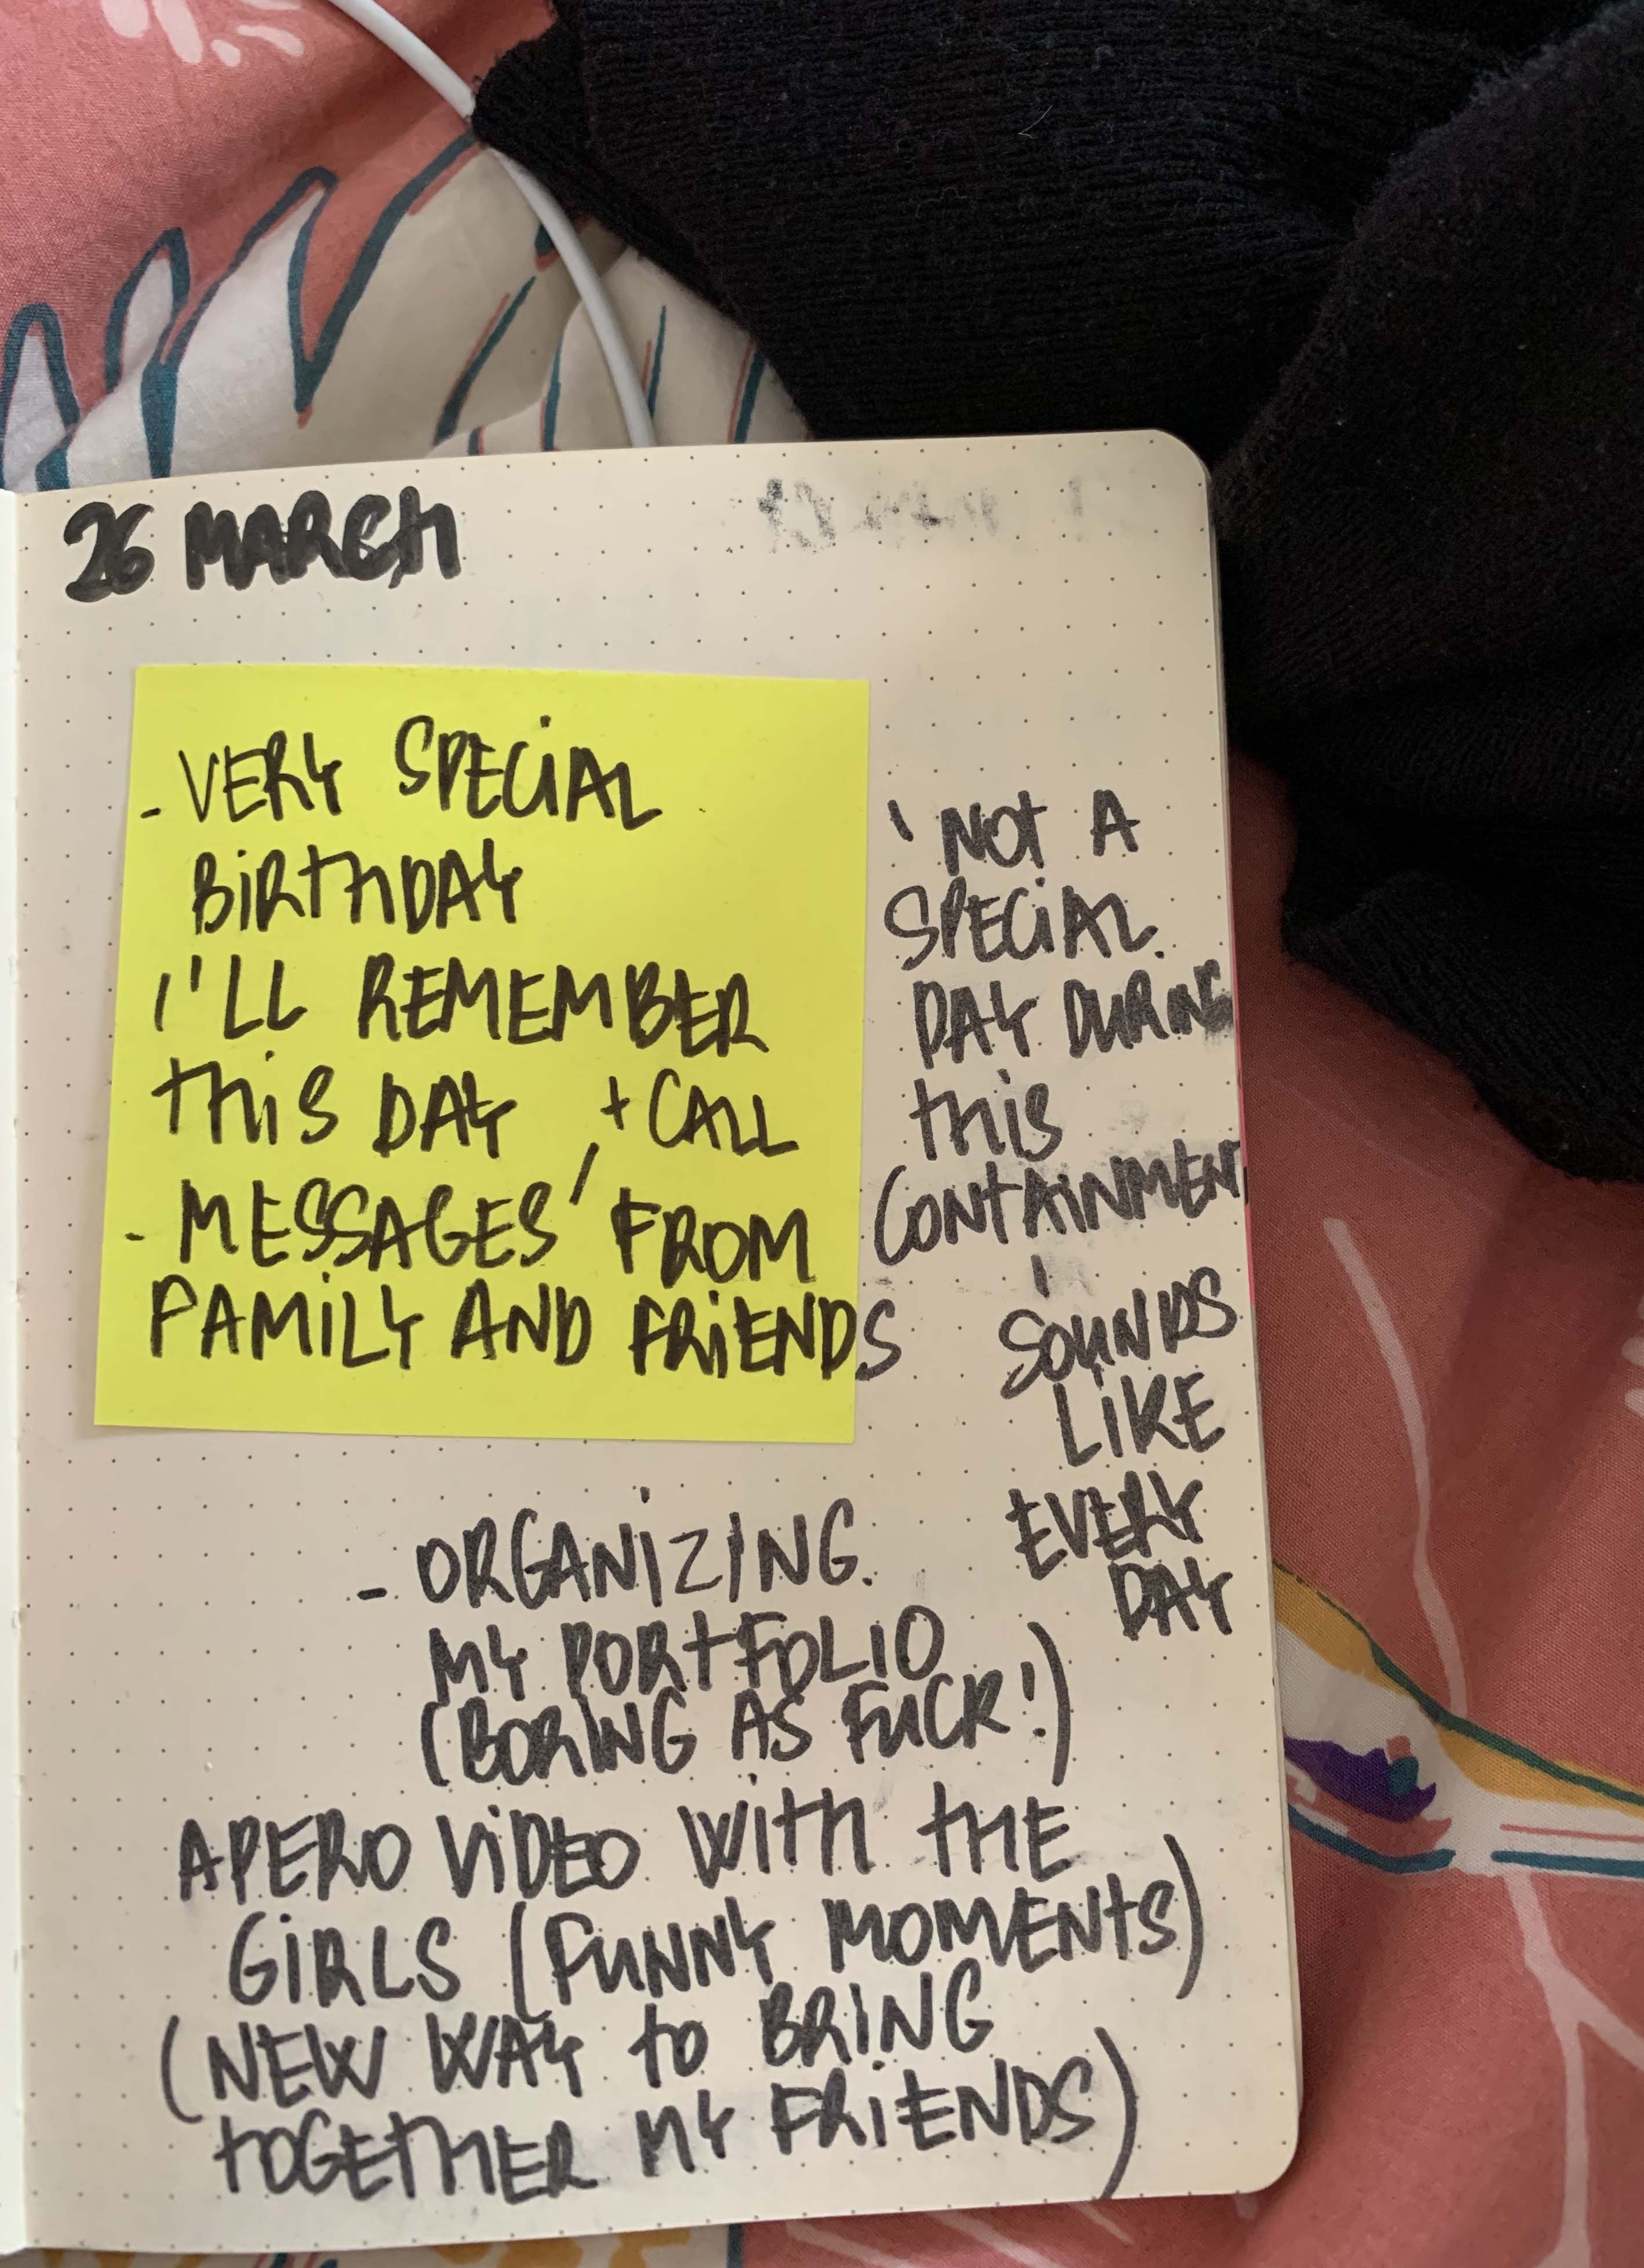 26 MARCH
- VERY SPECIAL
BIRTHDAY
I'LL REMEMBER
THIS DAY + CALL
- MESSAGES / FROM
FAMILY AND FRIENDS
' NOT A
SPECIAL
DAY DURING
THIS
CONTAINMENT
SOUNDS
LIKE
EVERY
DAY
- ORGANIZING
MY PORTFOLIO
(BORING AS FUCK!)
APERO VIDEO WITH THE
GIRLS (FUNNY MOMENTS)
(NEW WAY TO BRING
TOGETHER MY FRIENDS)